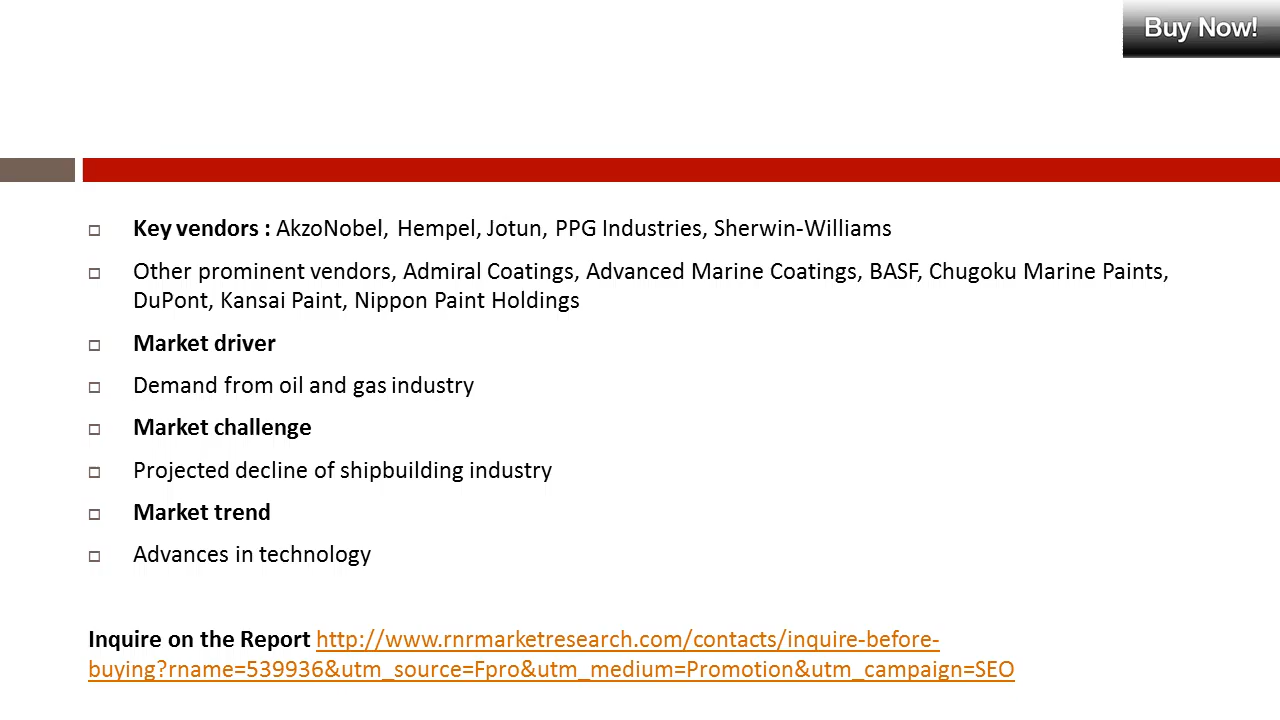 Buy Now!
Key vendors : AkzoNobel, Hempel, Jotun, PPG Industries, Sherwin-Williams
Other prominent vendors, Admiral Coatings, Advanced Marine Coatings, BASF, Chugoku Marine Paints,
DuPont, Kansai Paint, Nippon Paint Holdings
Market driver
Demand from oil and gas industry
Market challenge
Projected decline of shipbuilding industry
Market trend
Advances in technology
Inquire on the Report http://www.rnrmarketresearch.com/contacts/inquire-before-
buying?rname=539936&utm_source=Fpro&utm_medium=Promotion&utm_campaign=SEO